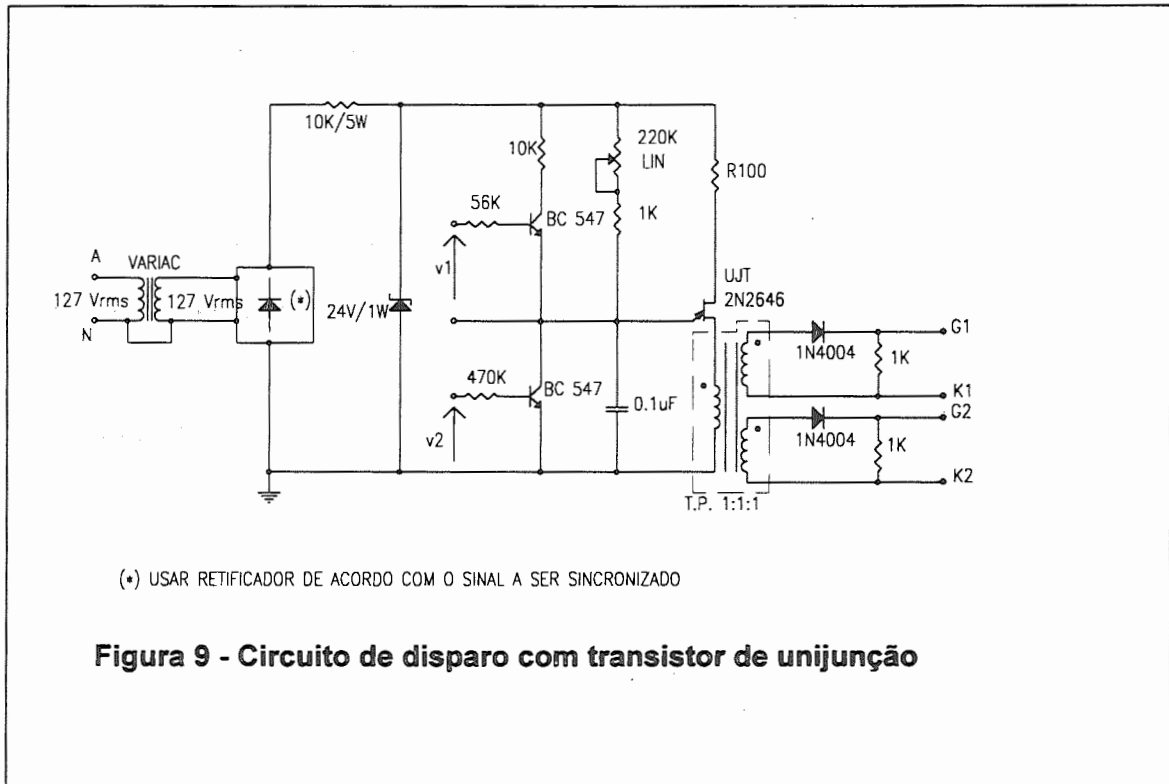 10K/5W
10K
220K
LIN
R100
56K
BC 547
1K
A
VARIAC
v1
UJT
2N2646
127 Vrms
127 Vrms
(*)
24V/1W
N
G1
1N4004
1K
470K
BC 547
0.1uF
K1
G2
v2
1N4004
1K
K2
T.P. 1:1:1
(*) USAR RETIFICADOR DE ACORDO COM O SINAL A SER SINCRONIZADO
Figura 9 - Circuito de disparo com transistor de unijunção